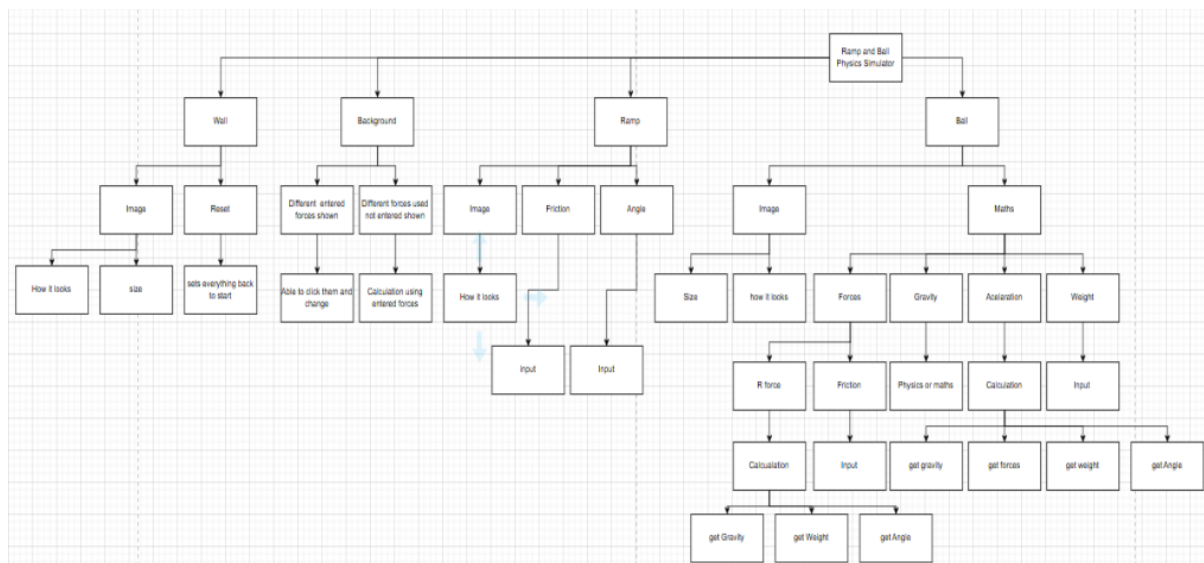 Ramp and Ball
Physics Simulator
Wall
Background
Ramp
Ball
Image
Reset
Different entered
forces shown
Different forces used
not entered shown
Image
Friction
Angle
Image
Maths
How it looks
size
sets everything back
to start
Able to click them and
change
Calculation using
entered forces
How it looks
Size
how it looks
Forces
Gravity
Acelaration
Weight
input
Input
R force
Friction
Physics or maths
Calculation
Input
Calcualation
Input
get gravity
get forces
get weight
get Angle
get Gravity
get Weight
get Angle